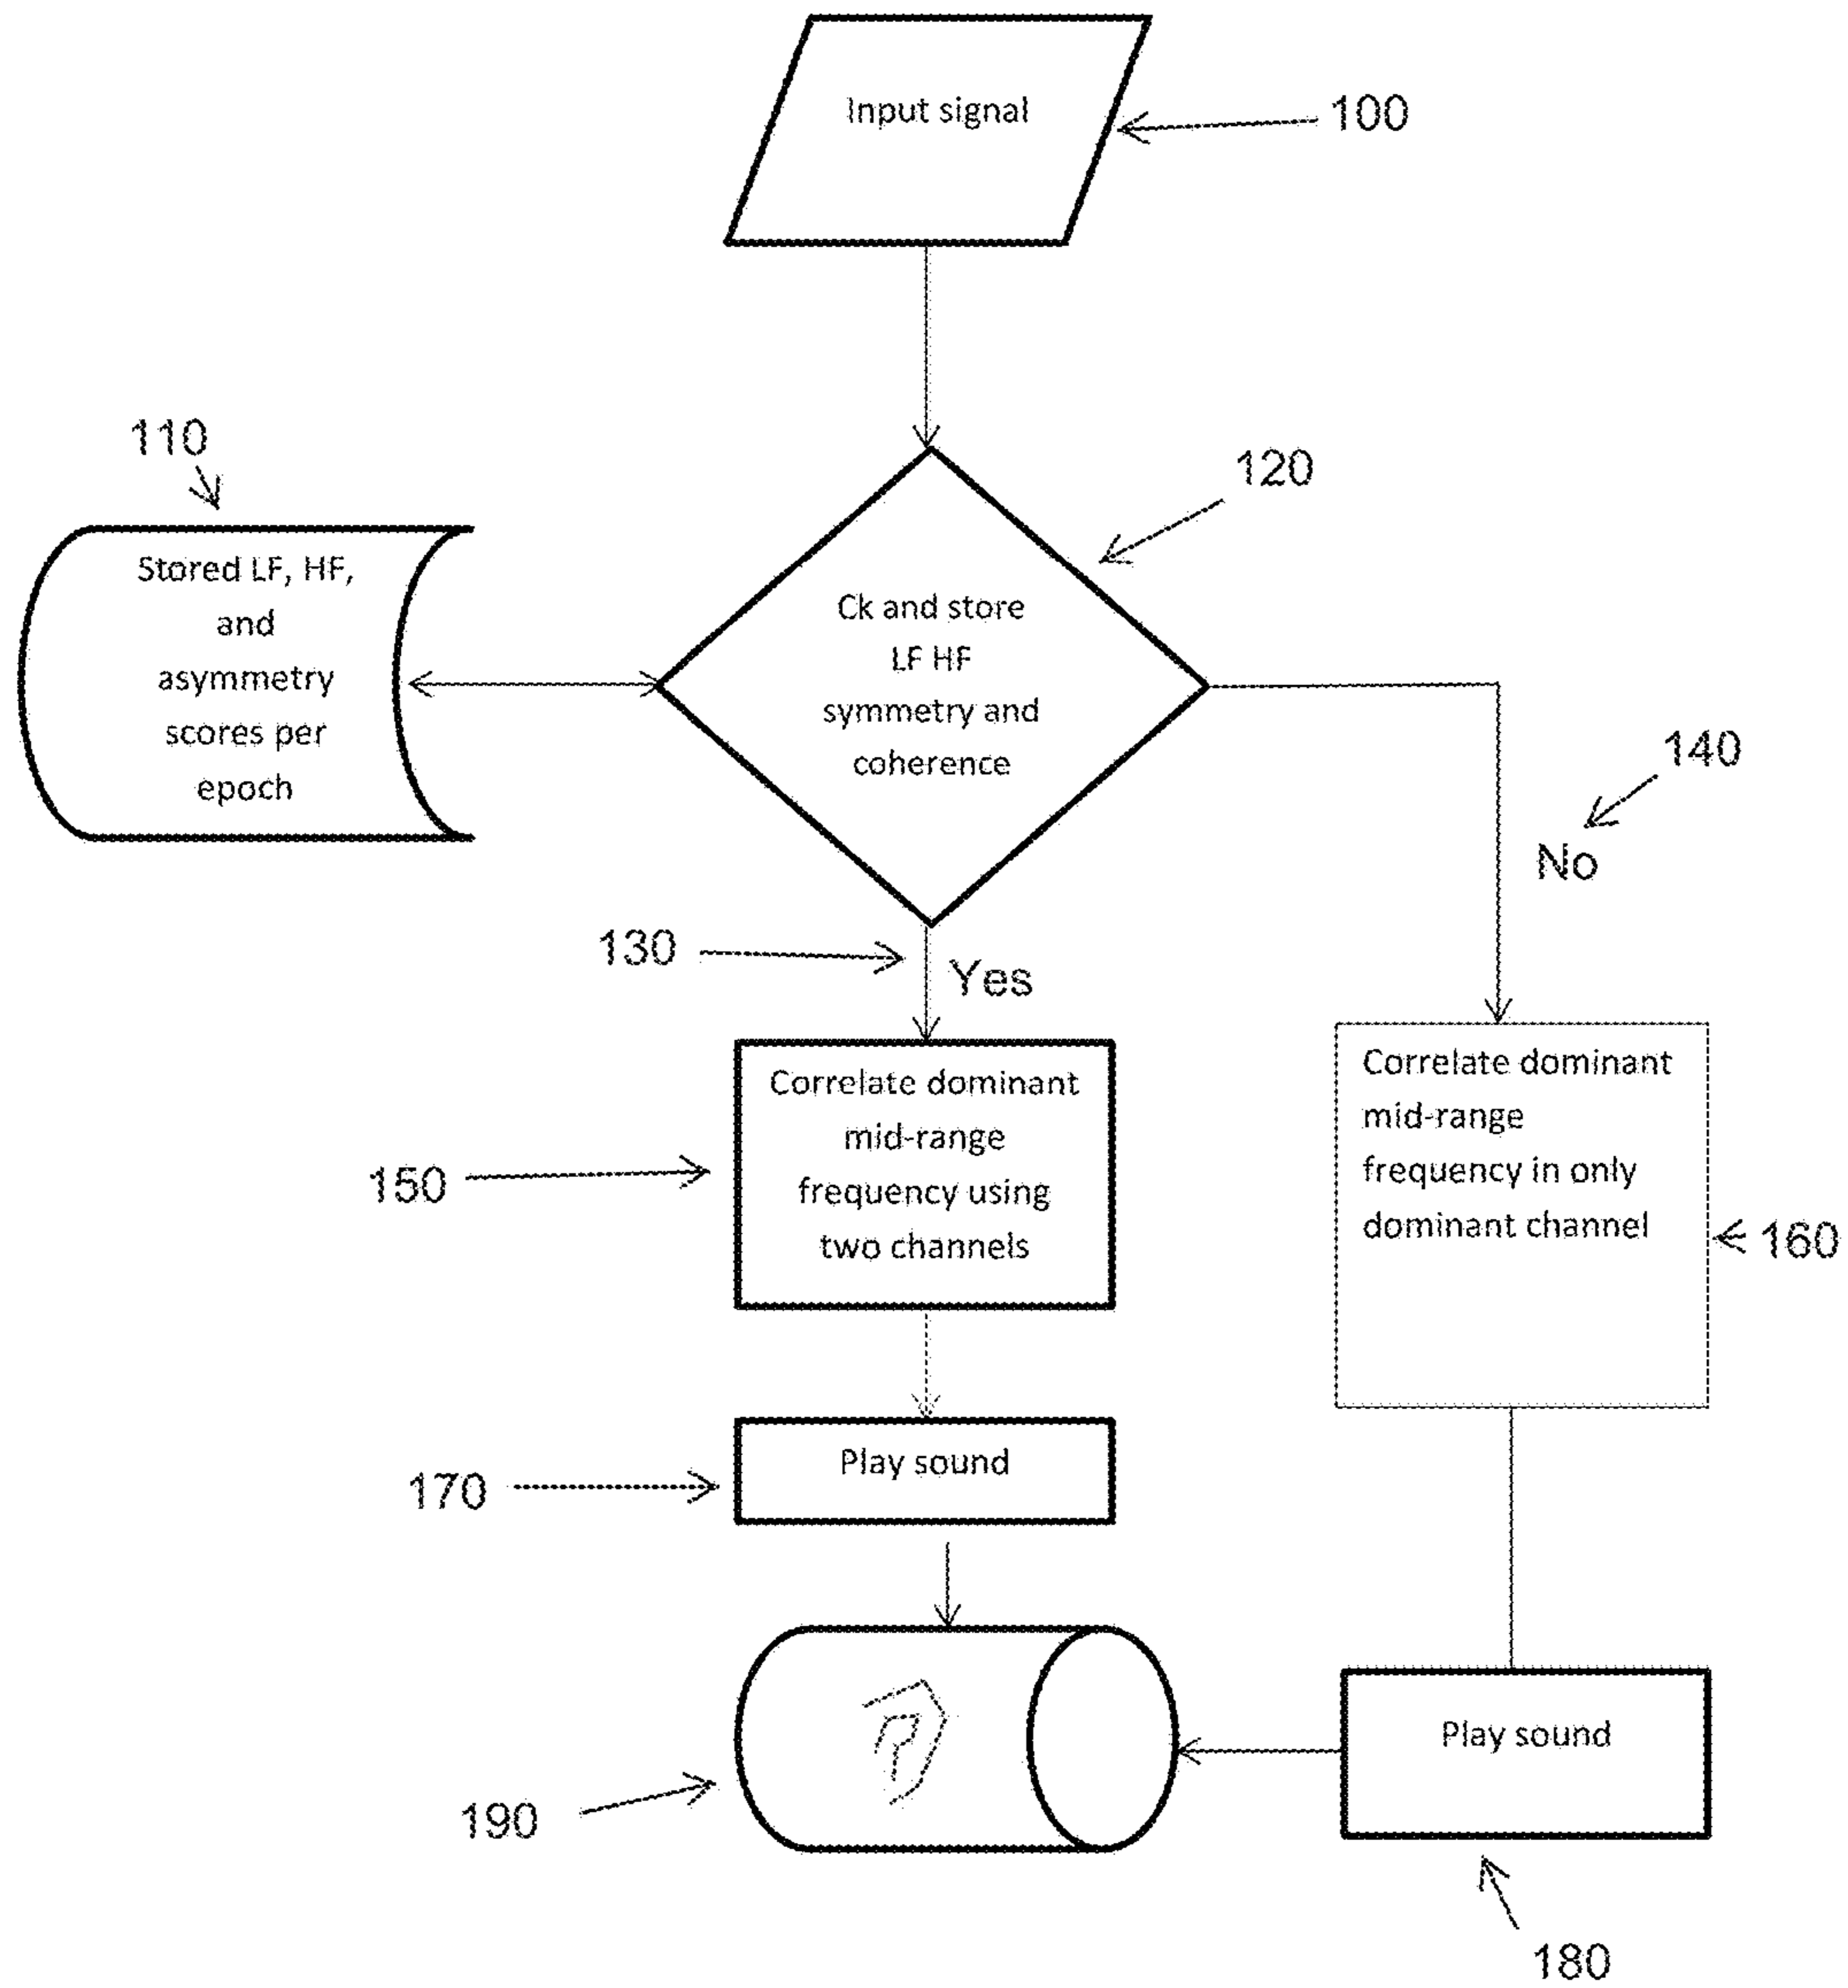 Input signal
100
110
120
Stored LF, HF,
and
asymmetry
scores per
epoch
Ck and store
LF HF
symmetry and
coherence
140
No
130
Yes
Correlate dominant
mid-range
frequency using
two channels
150
Correlate dominant
mid-range
frequency in only
dominant channel
160
Play sound
170
Play sound
190
180